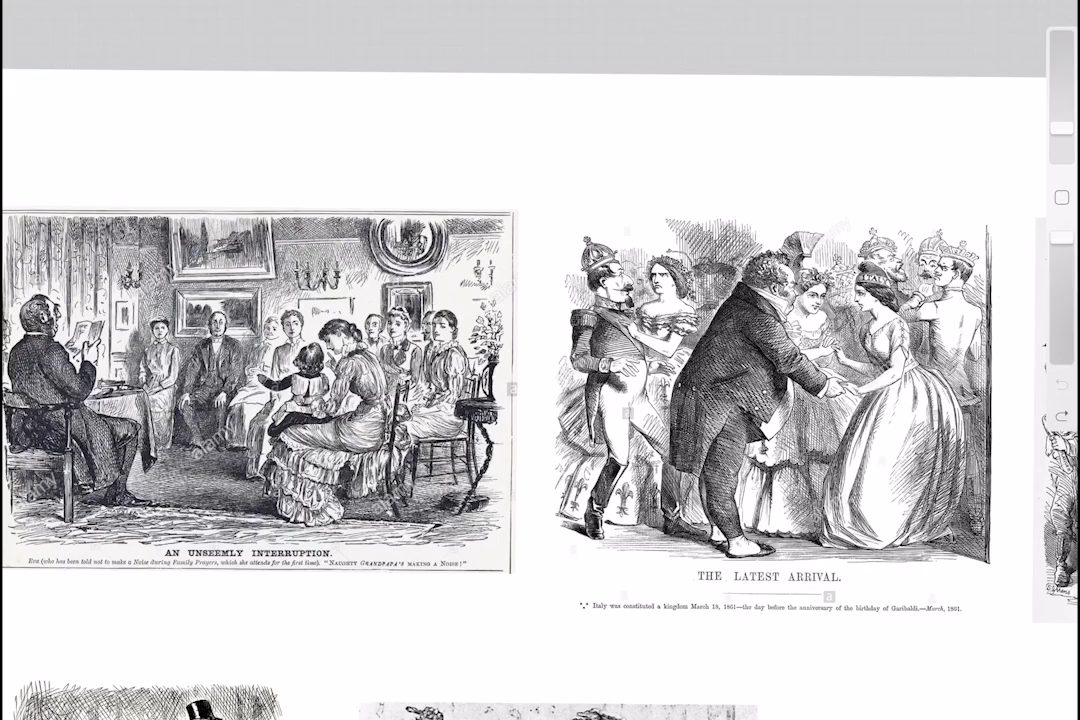 AN UNSEEMLY INTERRUPTION.
Eva (who has been told not to make a Noise during Family Prayers, which she attends for the first time). "NAUGHTY GRANDPAPA'S MAKING A NOISE!"
THE LATEST ARRIVAL.
Italy was constituted a kingdom March 18, 1861—the day before the anniversary of the birthday of Garibaldi.—March, 1861.
alamy
a